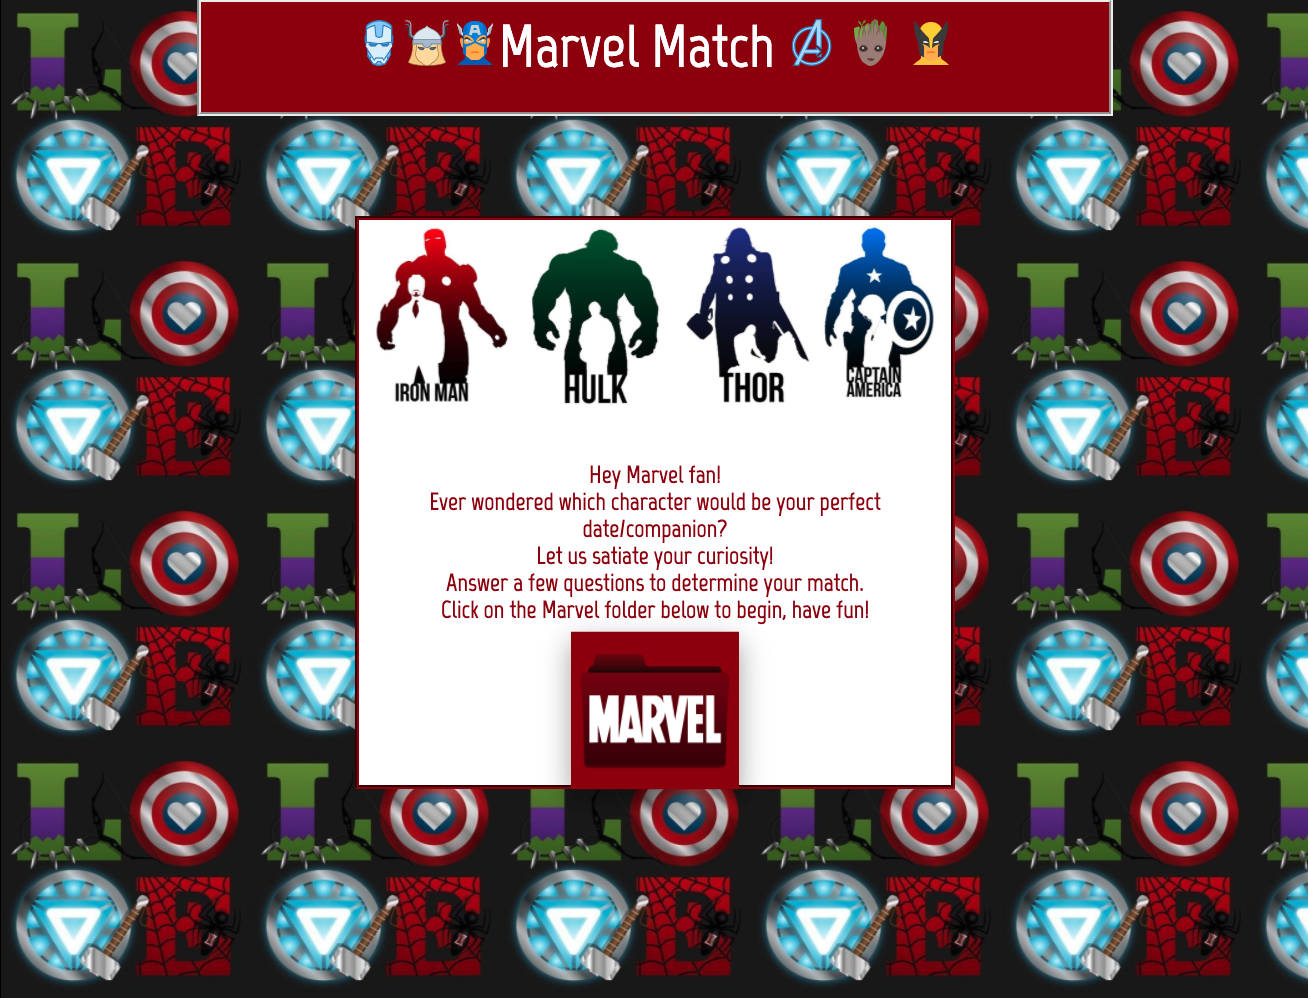 Marvel Match
IRON MAN
HULK
THOR
CAPTAIN
AMERICA
Hey Marvel fan!
Ever wondered which character would be your perfect
date/companion?
Let us satiate your curiosity!
Answer a few questions to determine your match.
Click on the Marvel folder below to begin, have fun!
MARVEL